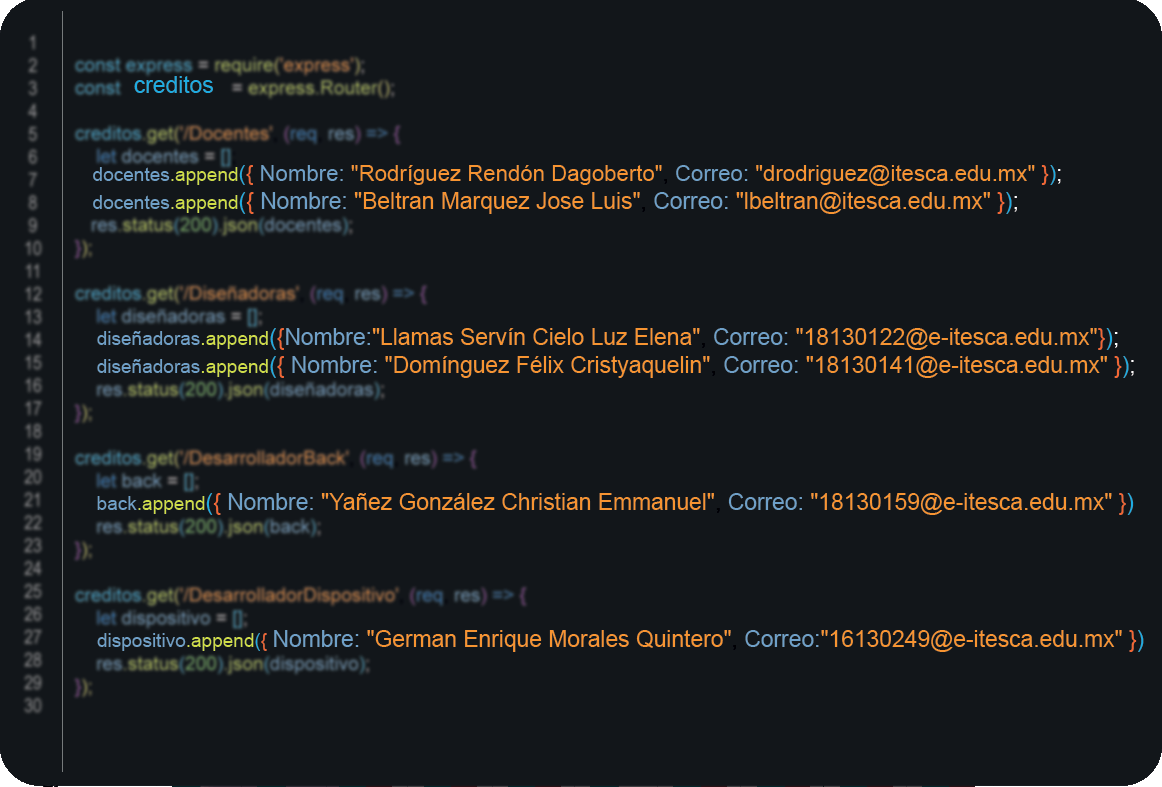 1
2 const express = require('express');
3 const creditos = express.Router();
4
5 creditos.get('/Docentes' (req res) => {
6 let docentes = []
7 docentes.append({ Nombre: "Rodríguez Rendón Dagoberto", Correo: "drodriguez@itesca.edu.mx" });
8 docentes.append({ Nombre: "Beltran Marquez Jose Luis", Correo: "lbeltran@itesca.edu.mx" });
9 res.status(200).json(docentes);
10 });
11
12 creditos.get('/Diseñadoras' (req res) => {
13 let diseñadoras = [];
14 diseñadoras.append({Nombre:"Llamas Servín Cielo Luz Elena", Correo: "18130122@e-itesca.edu.mx"});
15 diseñadoras.append({ Nombre: "Domínguez Félix Cristyaquelin", Correo: "18130141@e-itesca.edu.mx" });
16 res.status(200).json(diseñadoras);
17 });
18
19 creditos.get('/DesarrolladorBack' (req res) => {
20 let back = [];
21 back.append({ Nombre: "Yañez González Christian Emmanuel", Correo: "18130159@e-itesca.edu.mx" })
22 res.status(200).json(back);
23 });
24
25 creditos.get('/DesarrolladorDispositivo' (req res) => {
26 let dispositivo = [];
27 dispositivo.append({ Nombre: "German Enrique Morales Quintero", Correo:"16130249@e-itesca.edu.mx" })
28 res.status(200).json(dispositivo);
29 });
30